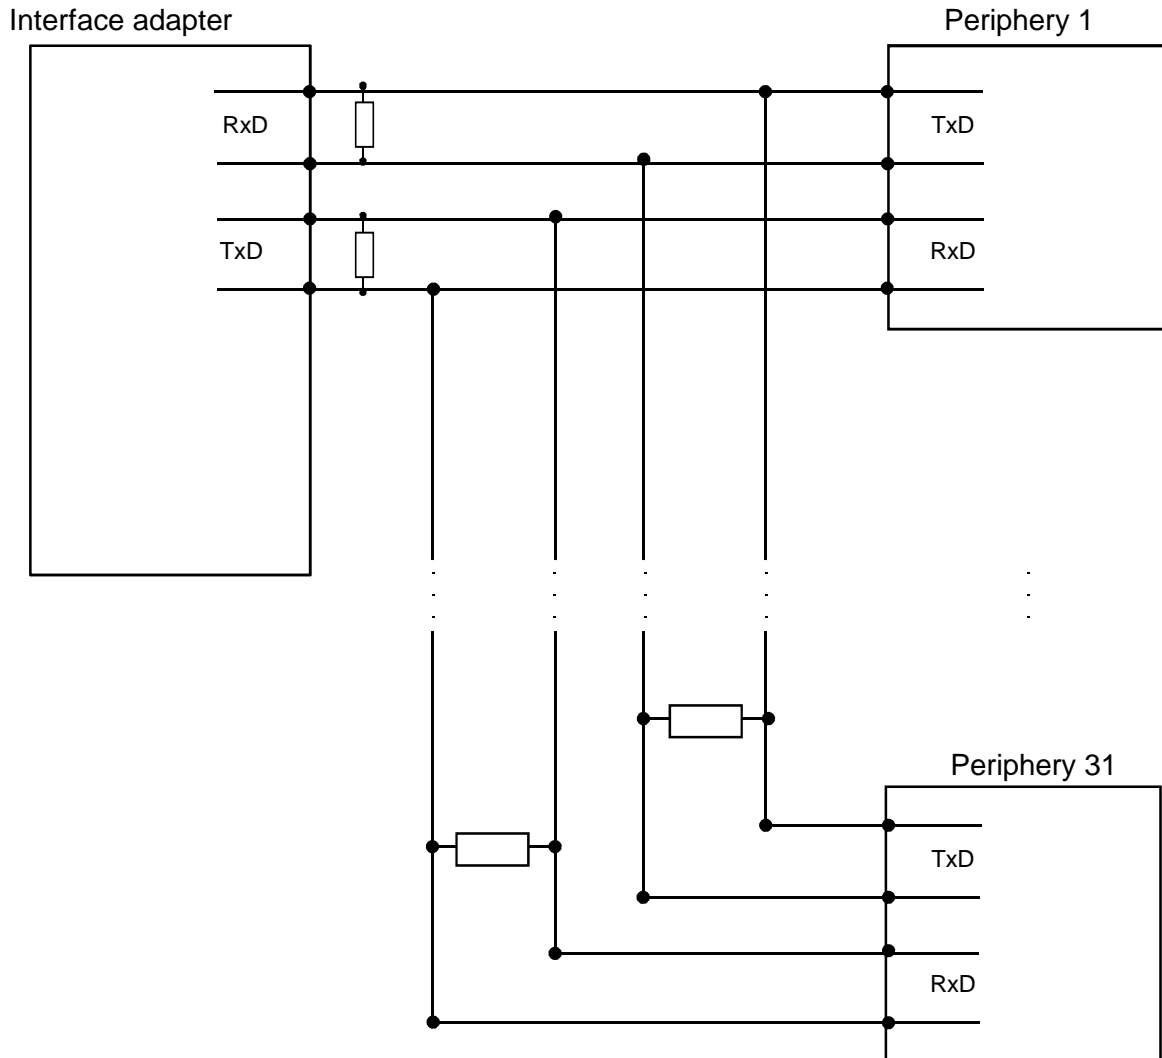 Interface adapter
Periphery 1
RxD
TxD
TxD
RxD
Periphery 31
TxD
RxD